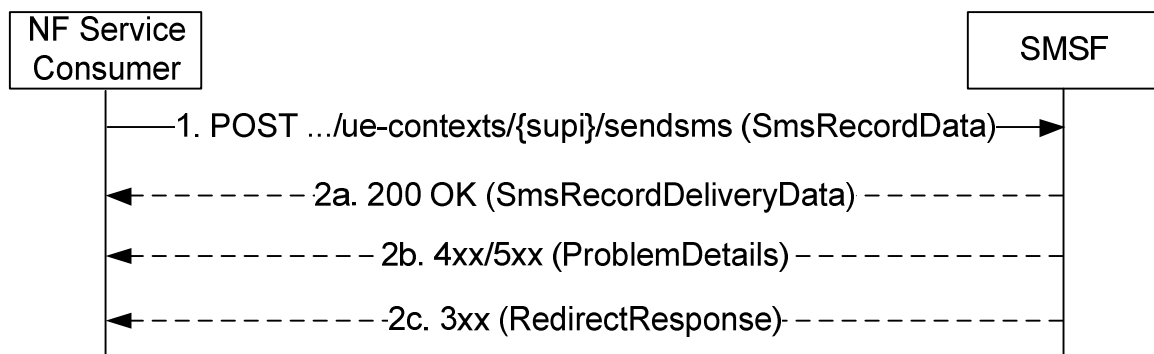 NF Service
Consumer
SMSF
1. POST .../ue-contexts/{supi}/sendsms (SmsRecordData)
2a. 200 OK (SmsRecordDeliveryData)
2b. 4xx/5xx (ProblemDetails)
2c. 3xx (RedirectResponse)